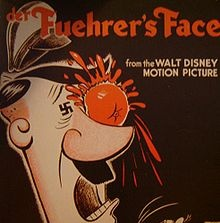 der Fuehrer's Face
from the WALT DISNEY
MOTION PICTURE